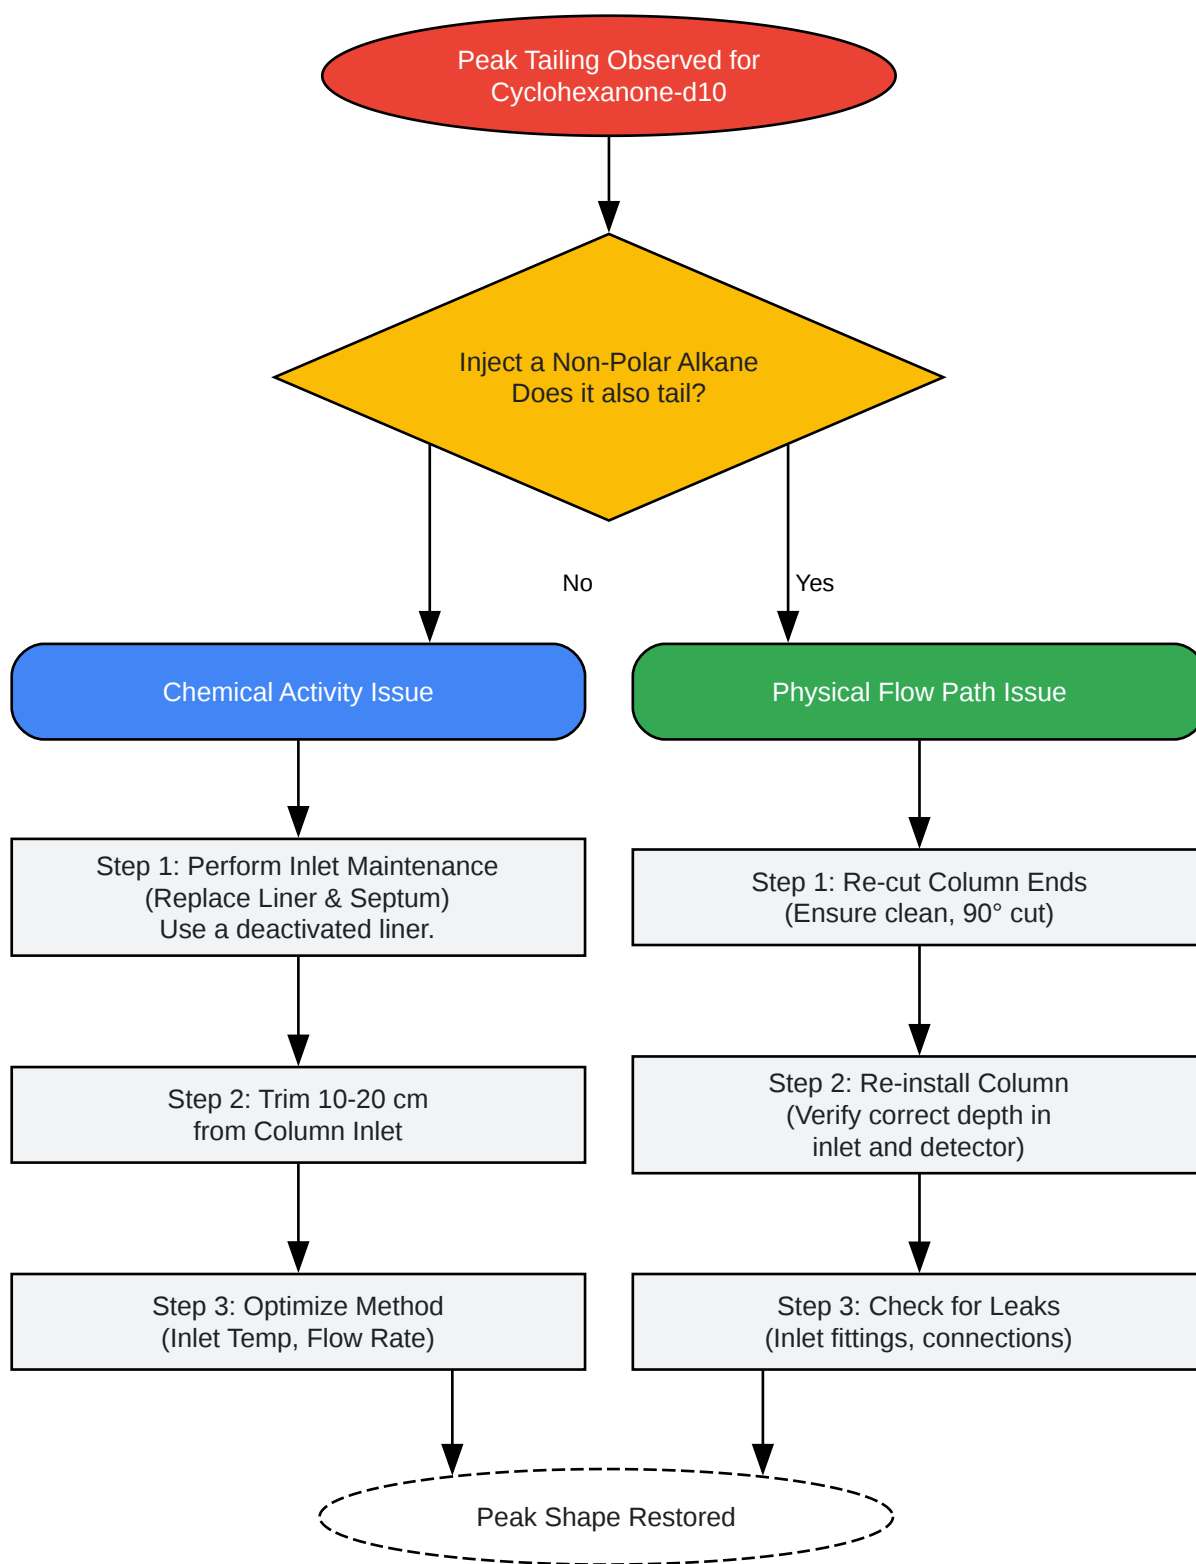 Peak Tailing Observed for
Cyclohexanone-d10
Inject a Non-Polar Alkane
Does it also tail?
No
Yes
Chemical Activity Issue
Physical Flow Path Issue
Step 1: Perform Inlet Maintenance
(Replace Liner & Septum)
Use a deactivated liner.
Step 1: Re-cut Column Ends
(Ensure clean, 90° cut)
Step 2: Trim 10-20 cm
from Column Inlet
Step 2: Re-install Column
(Verify correct depth in
inlet and detector)
Step 3: Optimize Method
(Inlet Temp, Flow Rate)
Step 3: Check for Leaks
(Inlet fittings, connections)
Peak Shape Restored